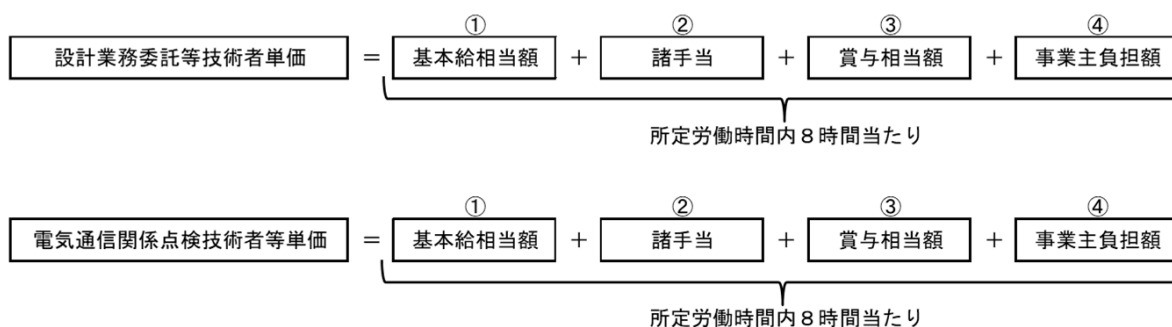 ① ② ③ ④
設計業務委託等技術者単価 = 基本給相当額 + 諸手当 + 賞与相当額 + 事業主負担額
所定労働時間内8時間当たり
① ② ③ ④
電気通信関係点検技術者等単価 = 基本給相当額 + 諸手当 + 賞与相当額 + 事業主負担額
所定労働時間内8時間当たり